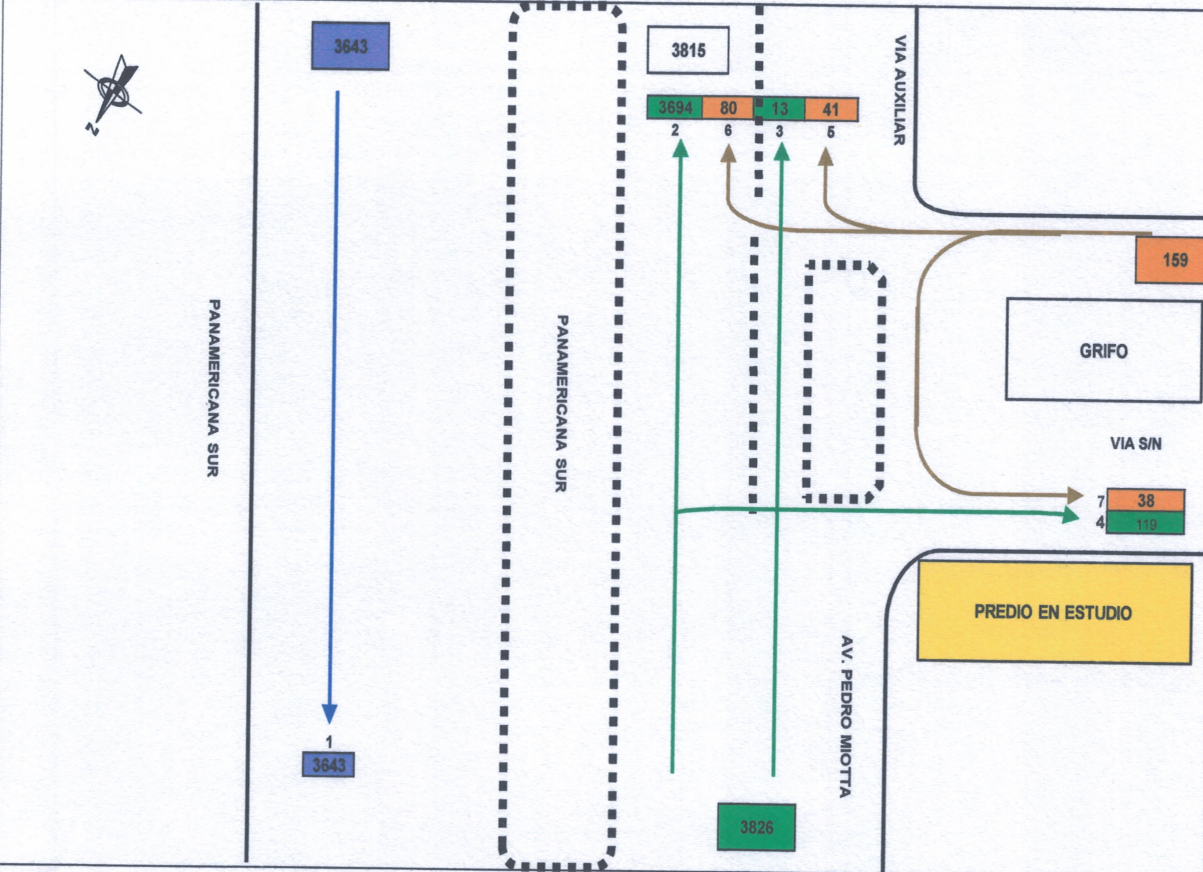 3643
3815
VIA AUXILIAR
3694 80 13 41
2 6 3 5
N
159
GRIFO
PANAMERICANA SUR
PANAMERICANA SUR
VIA S/N
7 38
4 119
PREDIO EN ESTUDIO
AV. PEDRO MIOTTA
1
3643
3826